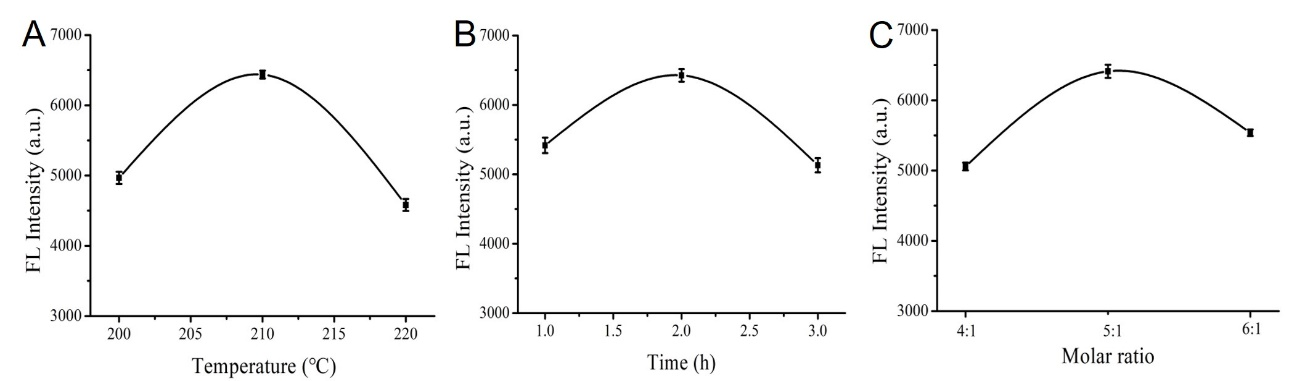 A
7000
6000
5000
4000
3000
FL Intensity (a.u.)
200 205 210 215 220
Temperature (℃)
B
7000
6000
5000
4000
3000
FL Intensity (a.u.)
1.0 1.5 2.0 2.5 3.0
Time (h)
C
7000
6000
5000
4000
3000
FL Intensity (a.u.)
4:1 5:1 6:1
Molar ratio